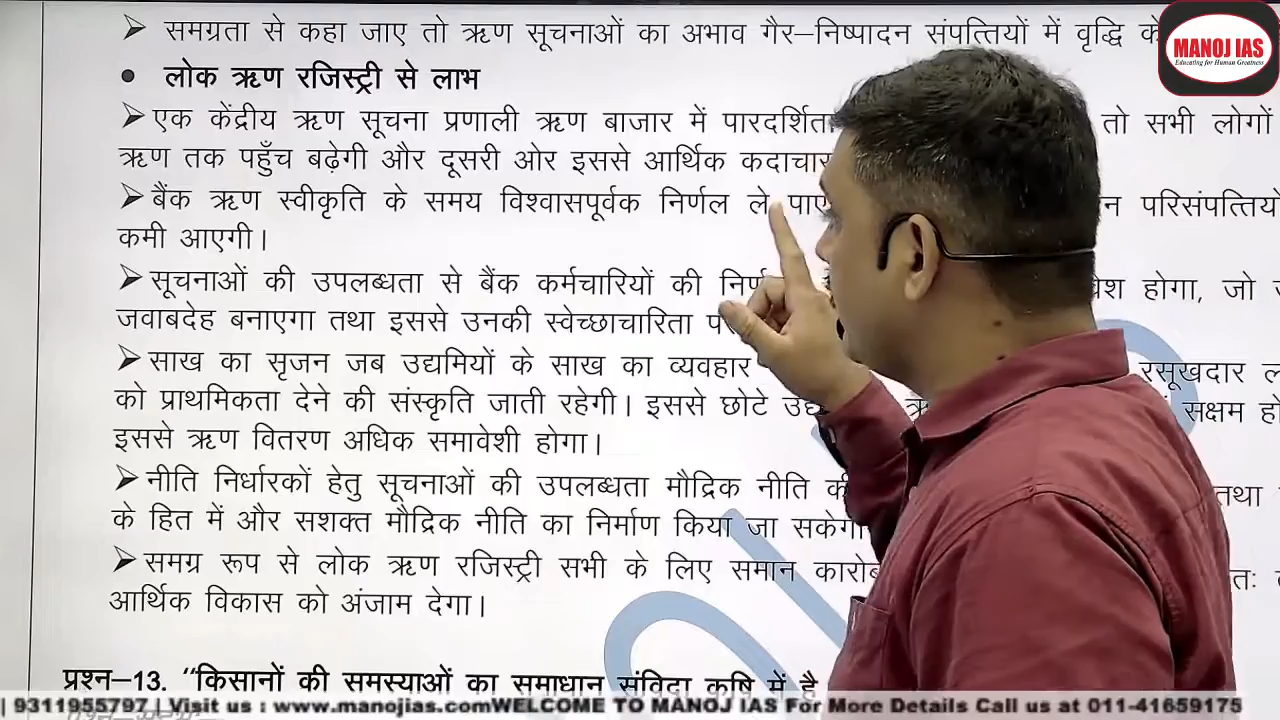 ➢ समग्रता से कहा जाए तो ऋण सूचनाओं का अभाव गैर–निष्पादन संपत्तियों में वृद्धि
MANOJ IAS
Educating for Human Greatness
• लोक ऋण रजिस्ट्री से लाभ
➢ एक केंद्रीय ऋण सूचना प्रणाली ऋण बाजार में पारदर्शिता तो सभी लोगों
ऋण तक पहुँच बढ़ेगी और दूसरी ओर इससे आर्थिक
➢ बैंक ऋण स्वीकृति के समय विश्वासपूर्वक निर्णल ले
कमी आएगी।
➢ सूचनाओं की उपलब्धता से बैंक कर्मचारियों की होगा, जो
जवाबदेह बनाएगा तथा इससे उनकी स्वेच्छाचारिता
➢ साख का सृजन जब उद्यमियों के साख का व्यवहार रसूखदार
को प्राथमिकता देने की संस्कृति जाती रहेगी। इससे छोटे सक्षम
इससे ऋण वितरण अधिक समावेशी होगा।
➢ नीति निर्धारकों हेतु सूचनाओं की उपलब्धता मौद्रिक नीति तथा
के हित में और सशक्त मौद्रिक नीति का निर्माण किया जा सकेगा
➢ समग्र रूप से लोक ऋण रजिस्ट्री सभी के लिए समान
आर्थिक विकास को अंजाम देगा।
प्रश्न–13. "किसानों की समस्याओं का समाधान संविदा कृषि में है
| 9311955797 | Visit us : www.manojias.comWELCOME TO MANOJ IAS For More Details Call us at 011-41659175